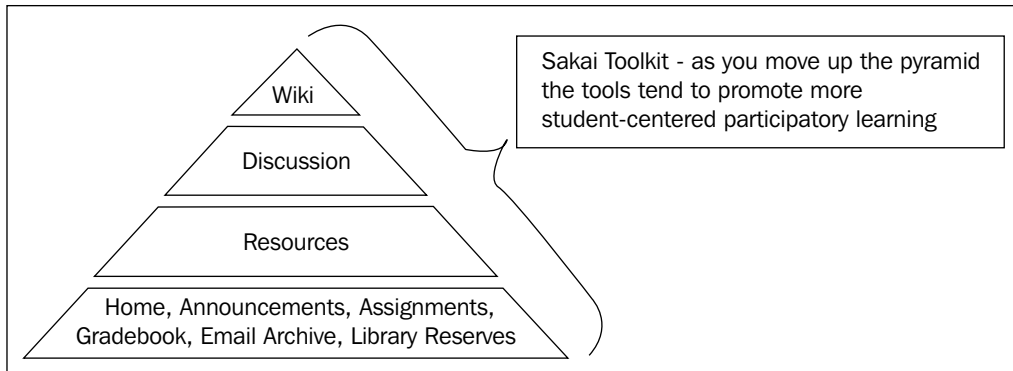 Wiki
Discussion
Resources
Home, Announcements, Assignments,
Gradebook, Email Archive, Library Reserves
Sakai Toolkit - as you move up the pyramid
the tools tend to promote more
student-centered participatory learning